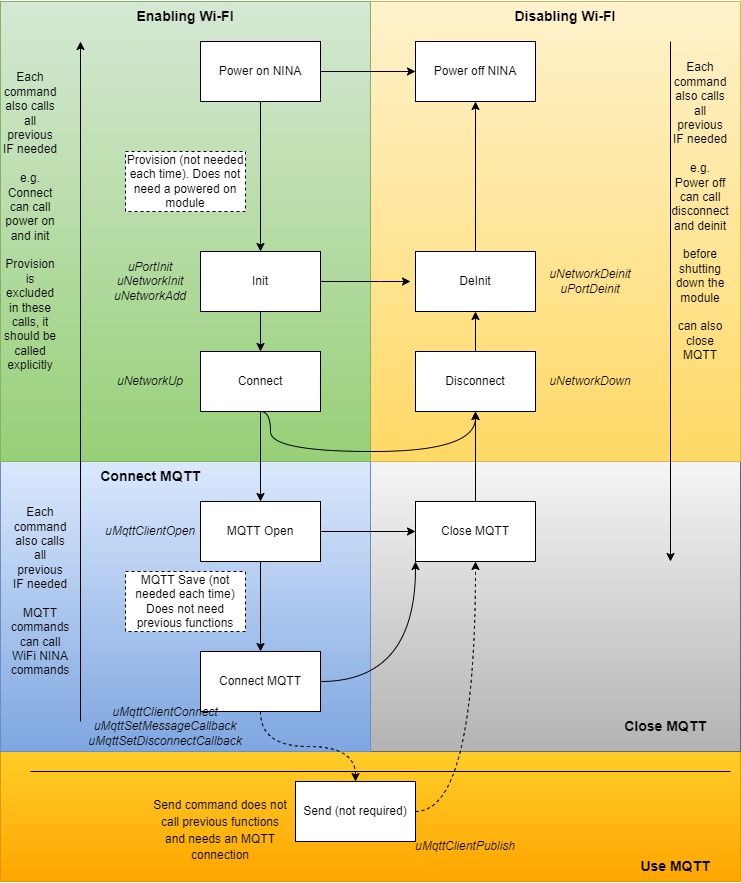 Enabling Wi-FI
Disabling Wi-FI
Each
command
also calls
all
previous
IF needed
e.g.
Connect
can call
power on
and init
Provision
is
excluded
in these
calls, it
should be
called
explicitly
Power on NINA
Power off NINA
Each
command
also calls
all
previous
IF needed
e.g.
Power off
can call
disconnect
and deinit
before
shutting
down the
module
can also
close
MQTT
Provision (not needed
each time). Does not
need a powered on
module
uPortInit
uNetworkInit
uNetworkAdd
Init
DeInit
uNetworkDeinit
uPortDeinit
uNetworkUp
Connect
Disconnect
uNetworkDown
Connect MQTT
Each
command
also calls
all
previous
IF needed
MQTT
commands
can call
WiFi NINA
commands
uMqttClientOpen
MQTT Open
Close MQTT
MQTT Save (not
needed each time)
Does not need
previous functions
Connect MQTT
uMqttClientConnect
uMqttSetMessageCallback
uMqttSetDisconnectCallback
Close MQTT
Send command does not
call previous functions
and needs an MQTT
connection
Send (not required)
uMqttClientPublish
Use MQTT